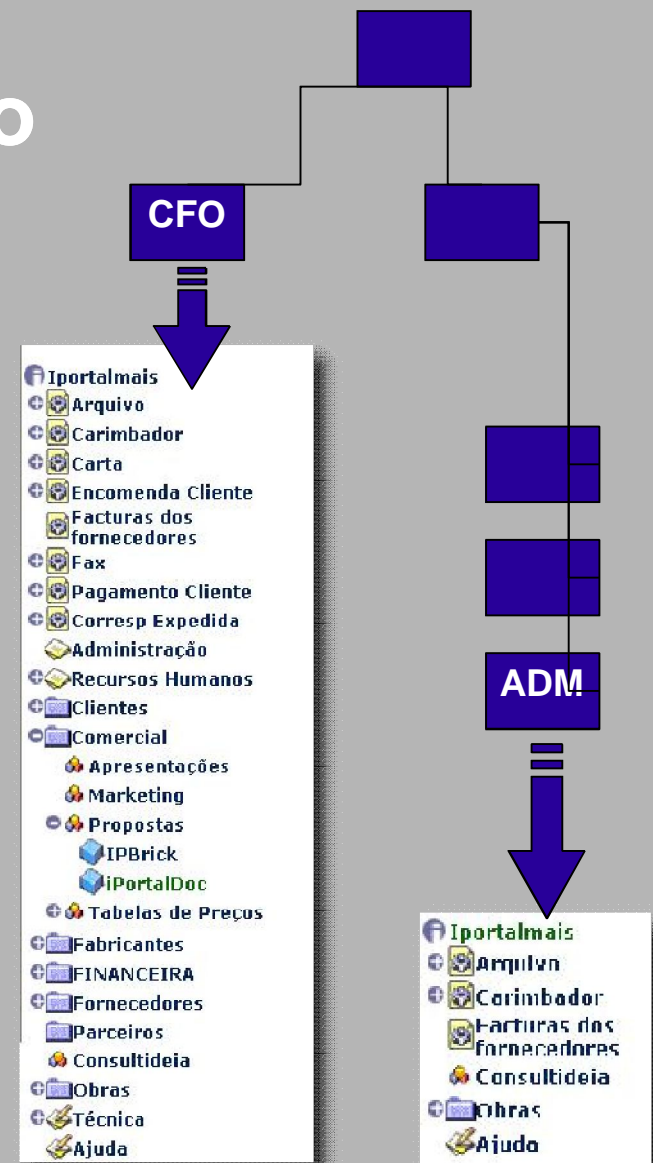 o
CFO
Iportalmais
Arquivo
Carimbador
Carta
Encomenda Cliente
Facturas dos
fornecedores
Fax
Pagamento Cliente
Corresp Expedida
Administração
Recursos Humanos
Clientes
Comercial
Apresentações
Marketing
Propostas
IPBrick
iPortalDoc
Tabelas de Preços
Fabricantes
FINANCEIRA
Fornecedores
Parceiros
Consultideia
Obras
Técnica
Ajuda
ADM
Iportalmais
Arquivo
Carimbador
Facturas dos
fornecedores
Consultideia
Obras
Ajuda